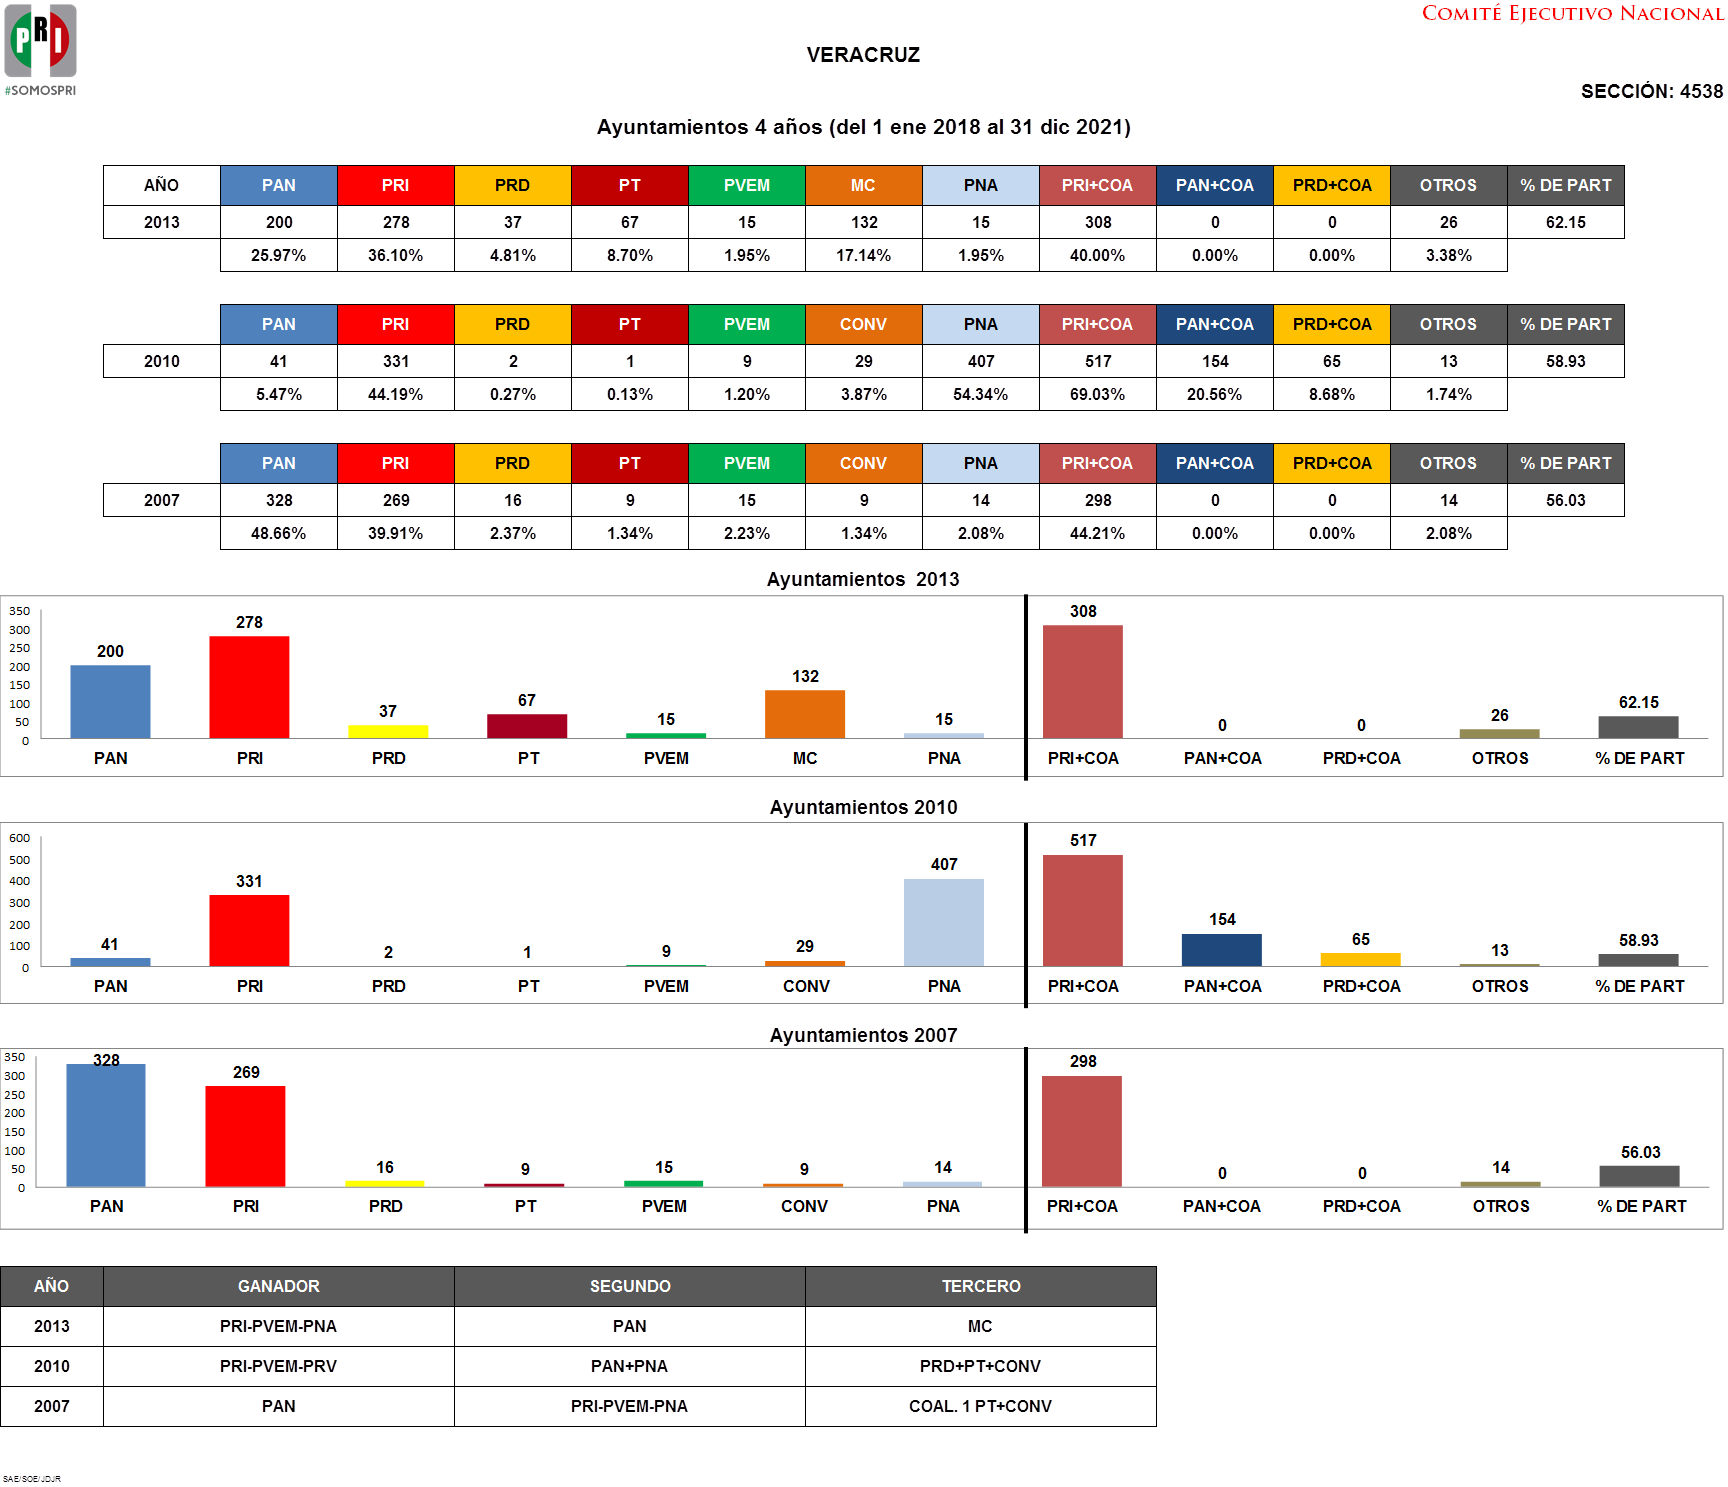 PRI
#SOMOSPRI
COMITÉ EJECUTIVO NACIONAL
VERACRUZ
SECCIÓN: 4538
Ayuntamientos 4 años (del 1 ene 2018 al 31 dic 2021)
AÑO PAN PRI PRD PT PVEM MC PNA PRI+COA PAN+COA PRD+COA OTROS % DE PART
2013 200 278 37 67 15 132 15 308 0 0 26 62.15
25.97% 36.10% 4.81% 8.70% 1.95% 17.14% 1.95% 40.00% 0.00% 0.00% 3.38%
PAN PRI PRD PT PVEM CONV PNA PRI+COA PAN+COA PRD+COA OTROS % DE PART
2010 41 331 2 1 9 29 407 517 154 65 13 58.93
5.47% 44.19% 0.27% 0.13% 1.20% 3.87% 54.34% 69.03% 20.56% 8.68% 1.74%
PAN PRI PRD PT PVEM CONV PNA PRI+COA PAN+COA PRD+COA OTROS % DE PART
2007 328 269 16 9 15 9 14 298 0 0 14 56.03
48.66% 39.91% 2.37% 1.34% 2.23% 1.34% 2.08% 44.21% 0.00% 0.00% 2.08%
Ayuntamientos 2013
350
300
250
200
150
100
50
0
200 278 37 67 15 132 15 308 0 0 26 62.15
PAN PRI PRD PT PVEM MC PNA PRI+COA PAN+COA PRD+COA OTROS % DE PART
Ayuntamientos 2010
600
500
400
300
200
100
0
41 331 2 1 9 29 407 517 154 65 13 58.93
PAN PRI PRD PT PVEM CONV PNA PRI+COA PAN+COA PRD+COA OTROS % DE PART
Ayuntamientos 2007
350
300
250
200
150
100
50
0
328 269 16 9 15 9 14 298 0 0 14 56.03
PAN PRI PRD PT PVEM CONV PNA PRI+COA PAN+COA PRD+COA OTROS % DE PART
AÑO GANADOR SEGUNDO TERCERO
2013 PRI-PVEM-PNA PAN MC
2010 PRI-PVEM-PRV PAN+PNA PRD+PT+CONV
2007 PAN PRI-PVEM-PNA COAL. 1 PT+CONV
SAE/SOE/JDJR